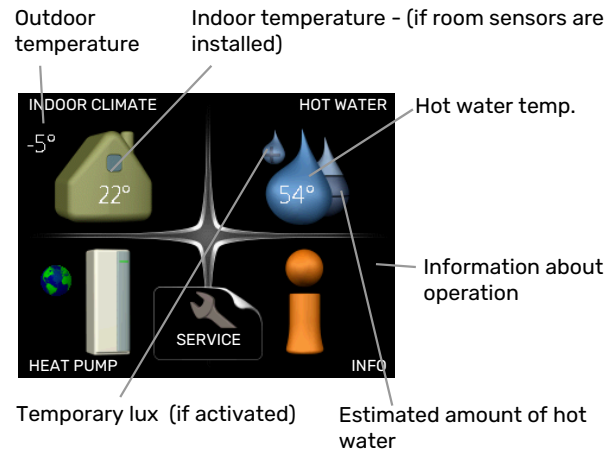 Outdoor
temperature
Indoor temperature - (if room sensors are
installed)
INDOOR CLIMATE
HOT WATER
-5°
22°
54°
Hot water temp.
Information about
operation
SERVICE
HEAT PUMP
INFO
Temporary lux (if activated)
Estimated amount of hot
water